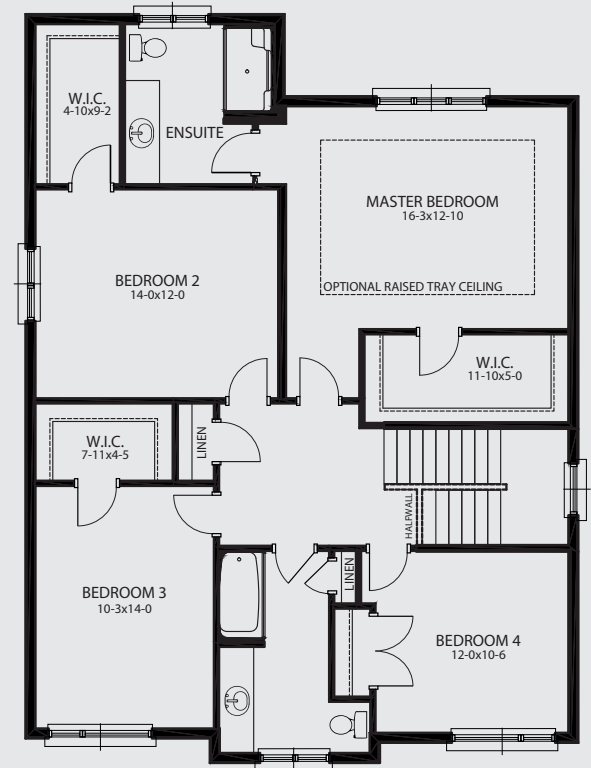 W.I.C.
4-10x9-2
ENSUITE
MASTER BEDROOM
16-3x12-10
BEDROOM 2
14-0x12-0
OPTIONAL RAISED TRAY CEILING
W.I.C.
11-10x5-0
W.I.C.
7-11x4-5
LINEN
HALFWALL
BEDROOM 3
10-3x14-0
LINEN
BEDROOM 4
12-0x10-6